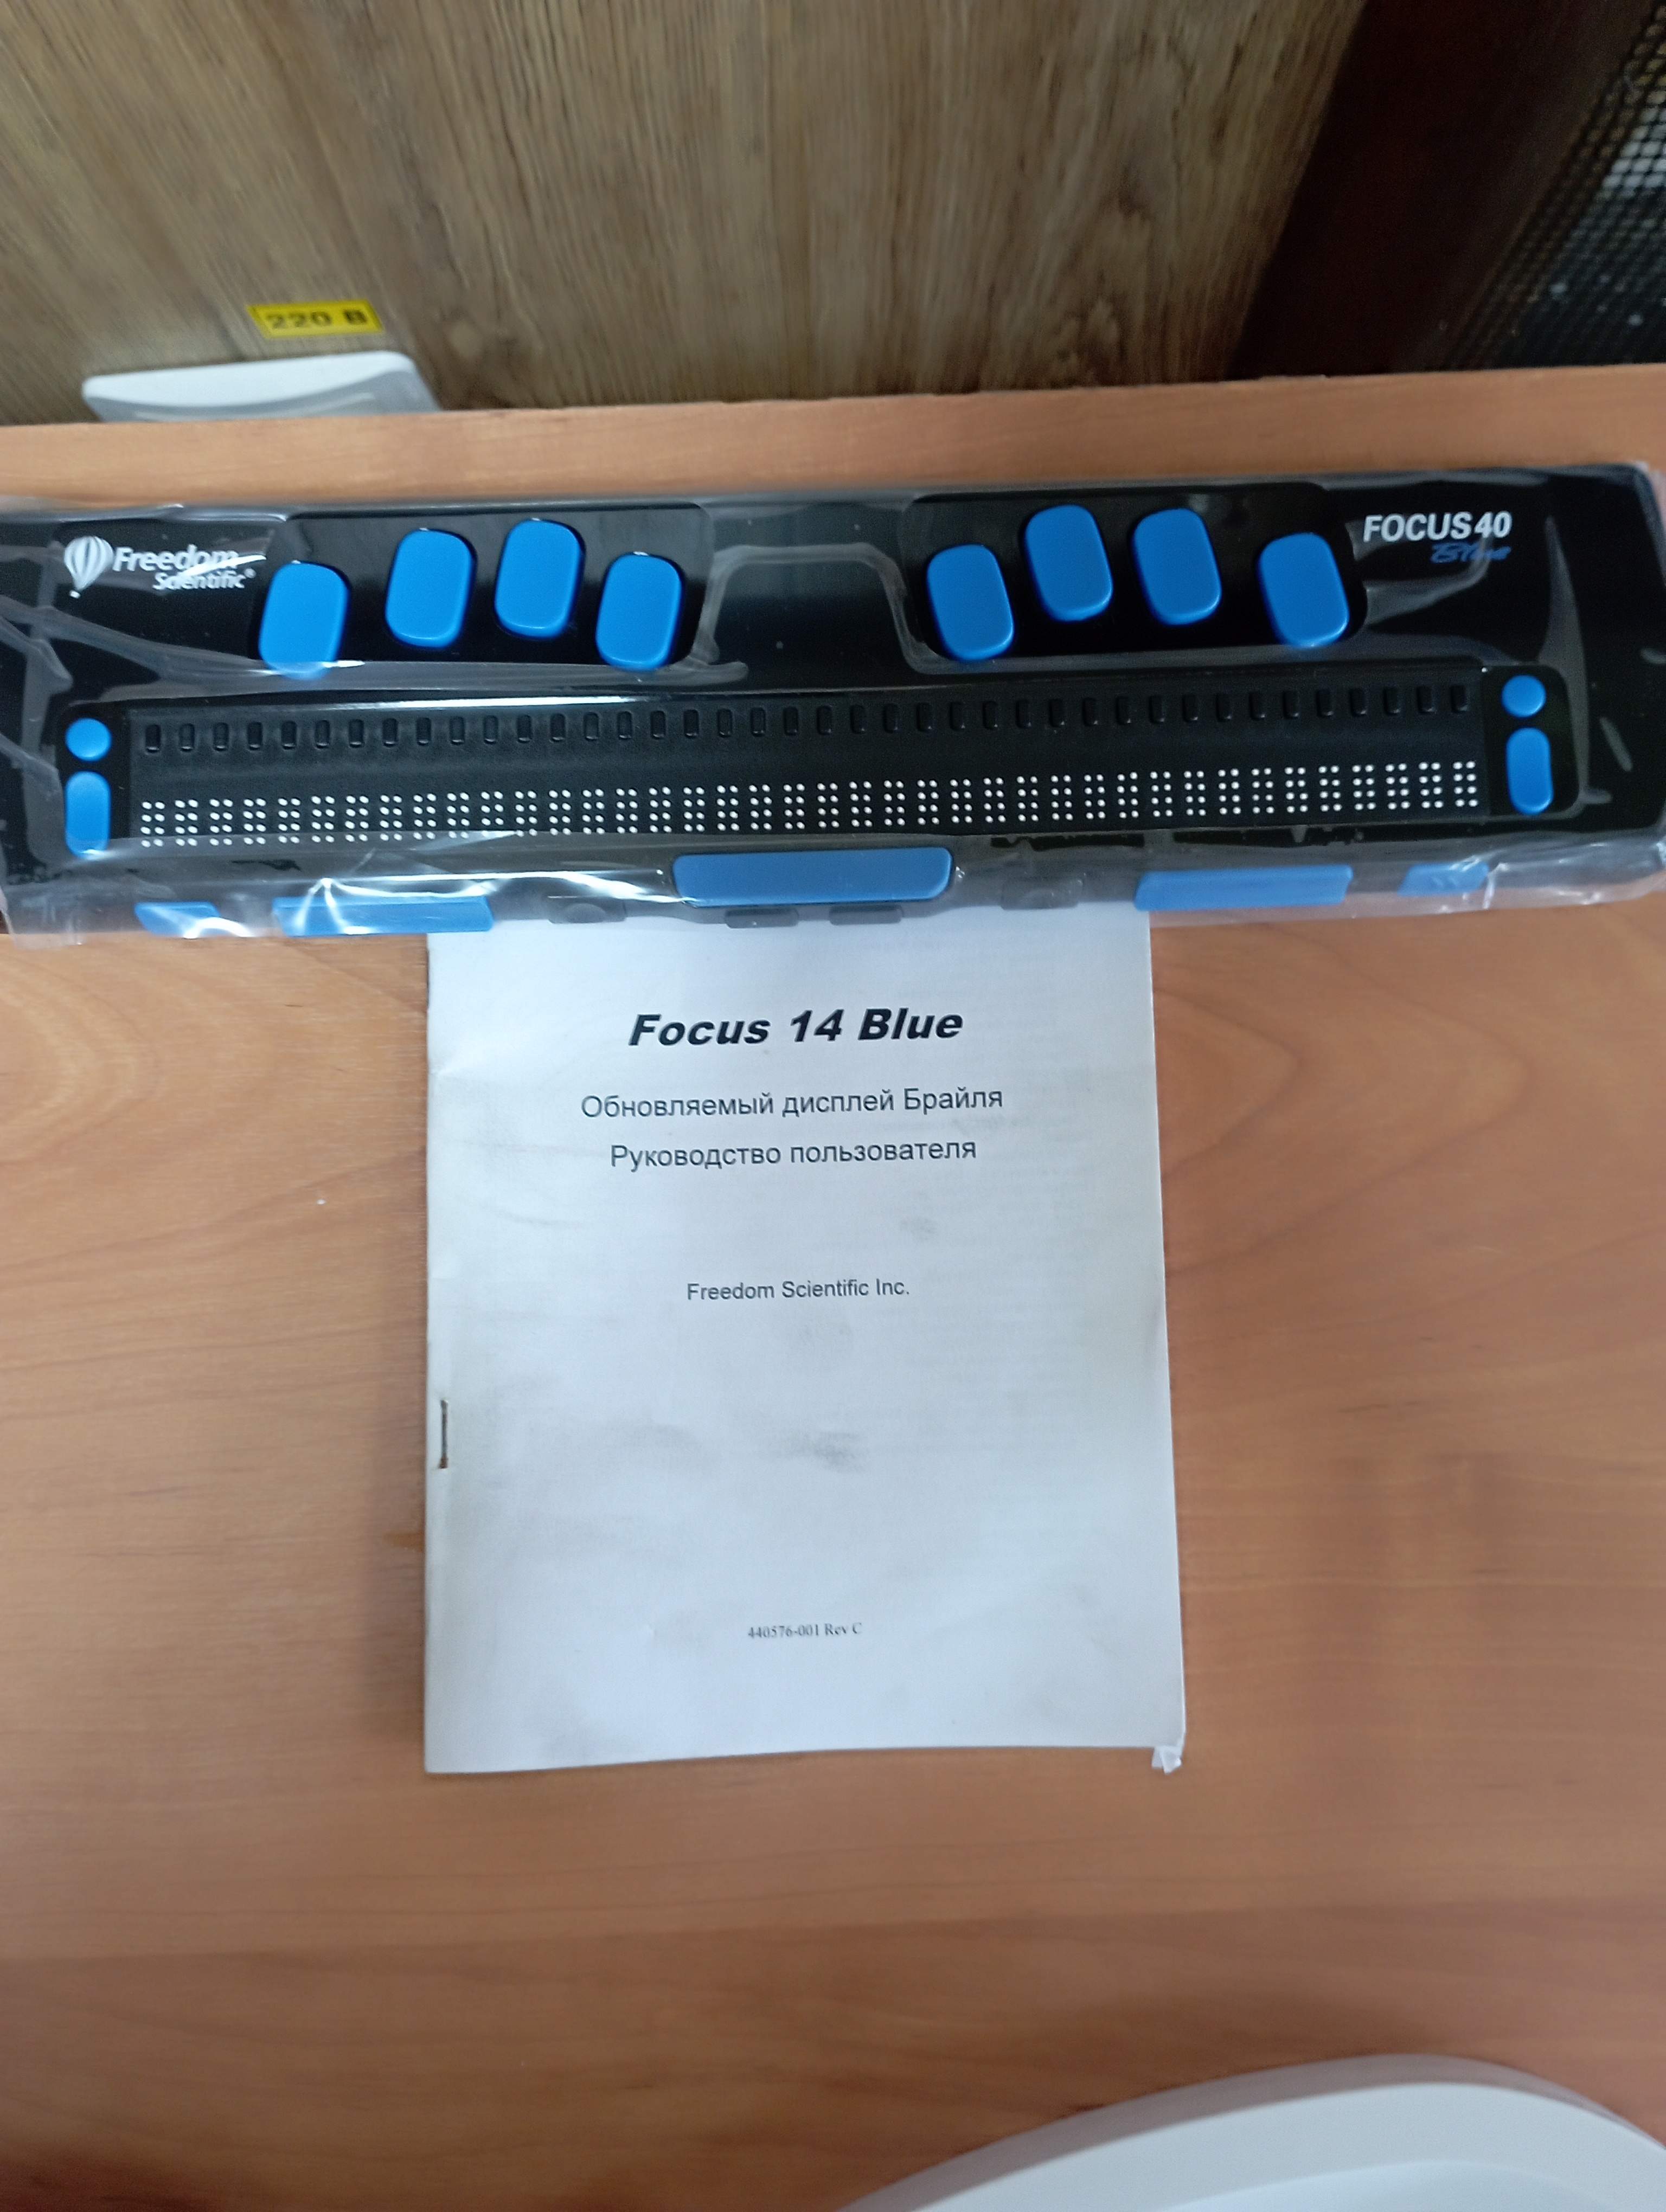 220 В
Freedom
Scientific®
FOCUS 40
Blue
Focus 14 Blue
Обновляемый дисплей Брайля
Руководство пользователя
Freedom Scientific Inc.
440576-001 Rev C